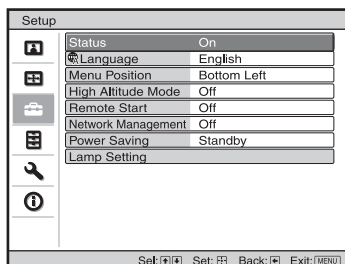 Setup
Status On
Language English
Menu Position Bottom Left
High Altitude Mode Off
Remote Start Off
Network Management Off
Power Saving Standby
Lamp Setting
Sel: Set: Back: Exit: MENU